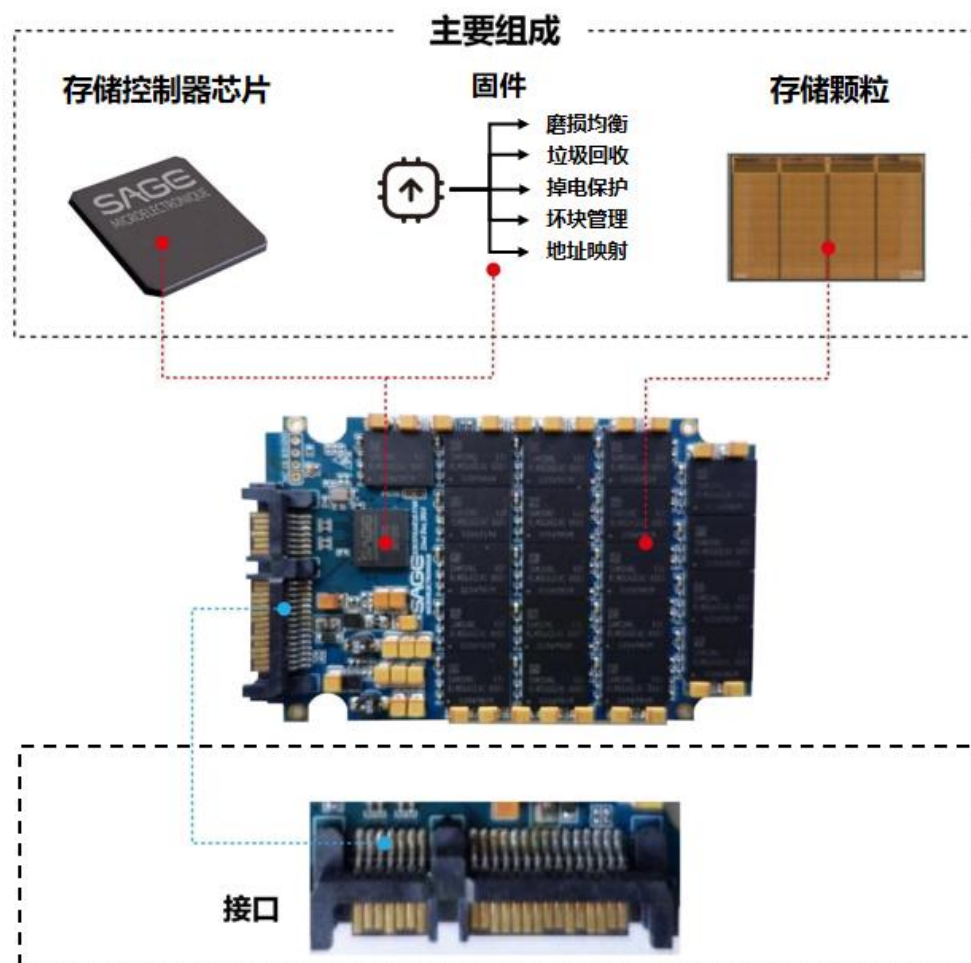 主要组成
存储控制器芯片
固件
存储颗粒
磨损均衡
垃圾回收
掉电保护
坏块管理
地址映射
SAGE
MICROELECTRONIQUE
SAGE
接口